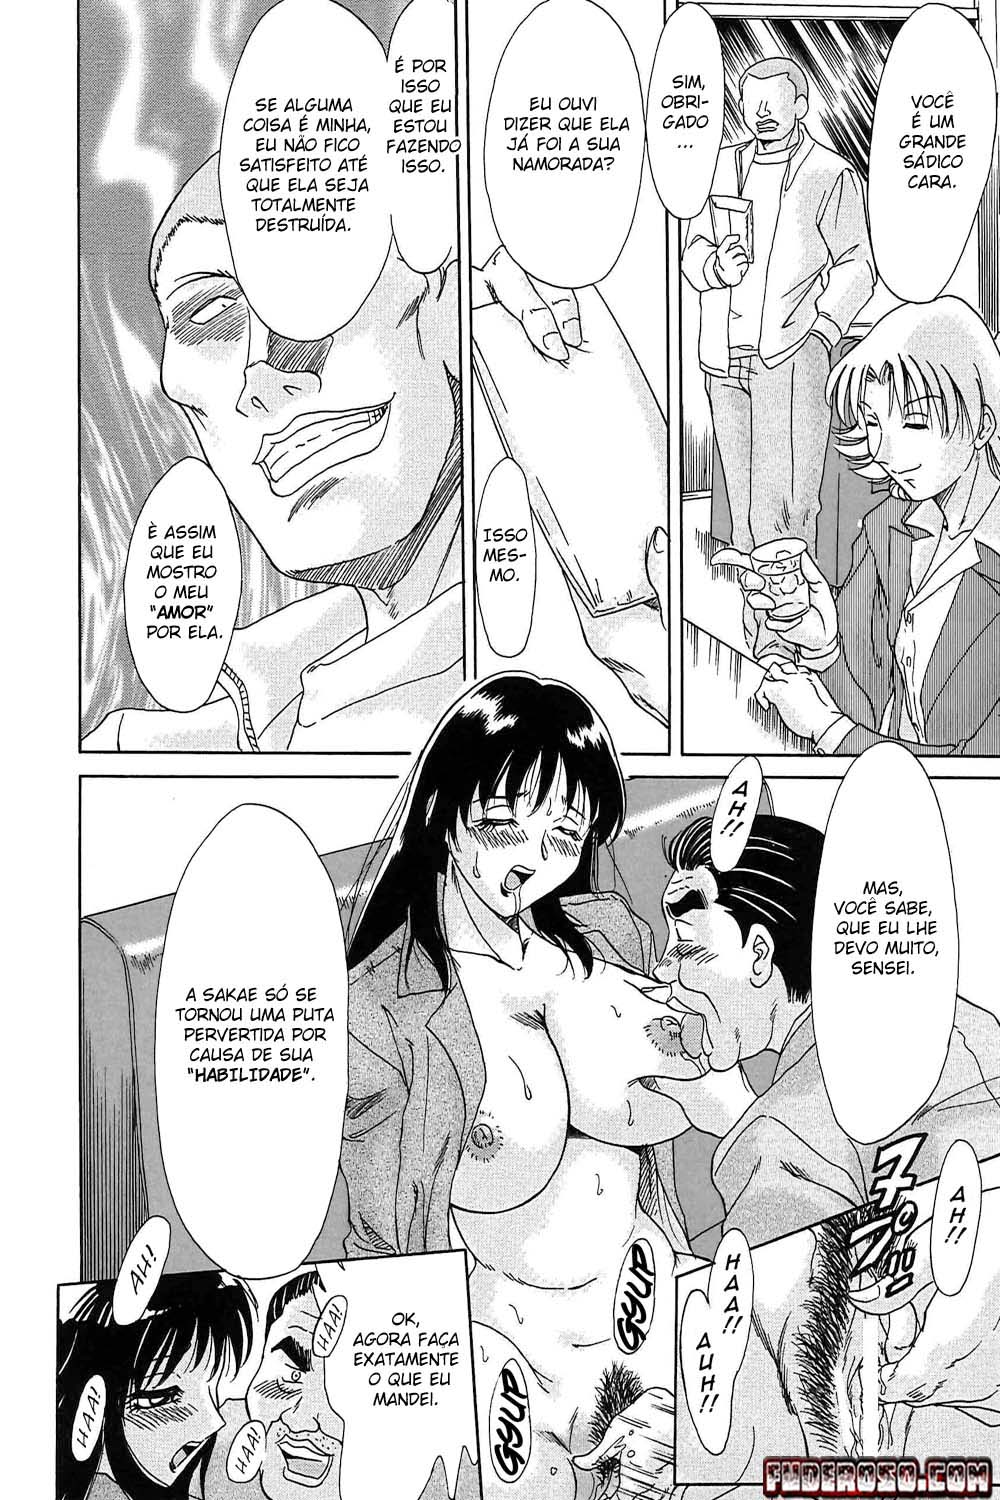 VOCÊ
É UM
GRANDE
SÁDICO
CARA.
SIM,
OBRI-
GADO
...
EU OUVI
DIZER QUE ELA
JÁ FOI A SUA
NAMORADA?
ISSO
MES-
MO.
É POR
ISSO
QUE EU
ESTOU
FAZENDO
ISSO.
SE ALGUMA
COISA É MINHA,
EU NÃO FICO
SATISFEITO ATÉ
QUE ELA SEJA
TOTALMENTE
DESTRUÍDA.
È ASSIM
QUE EU
MOSTRO
O MEU
"AMOR"
POR ELA.
AH!!
MAS,
VOCÊ SABE,
QUE EU LHE
DEVO MUITO,
SENSEI.
A SAKAE SÓ SE
TORNOU UMA PUTA
PERVERTIDA POR
CAUSA DE SUA
"HABILIDADE".
GYUP
GYUP
AH!!
HAA!!
AUH!!
OK,
AGORA FAÇA
EXATAMENTE
O QUE EU
MANDEI.
AH!
HAA!
HAA!
HAA!
FUDEROSO.COM